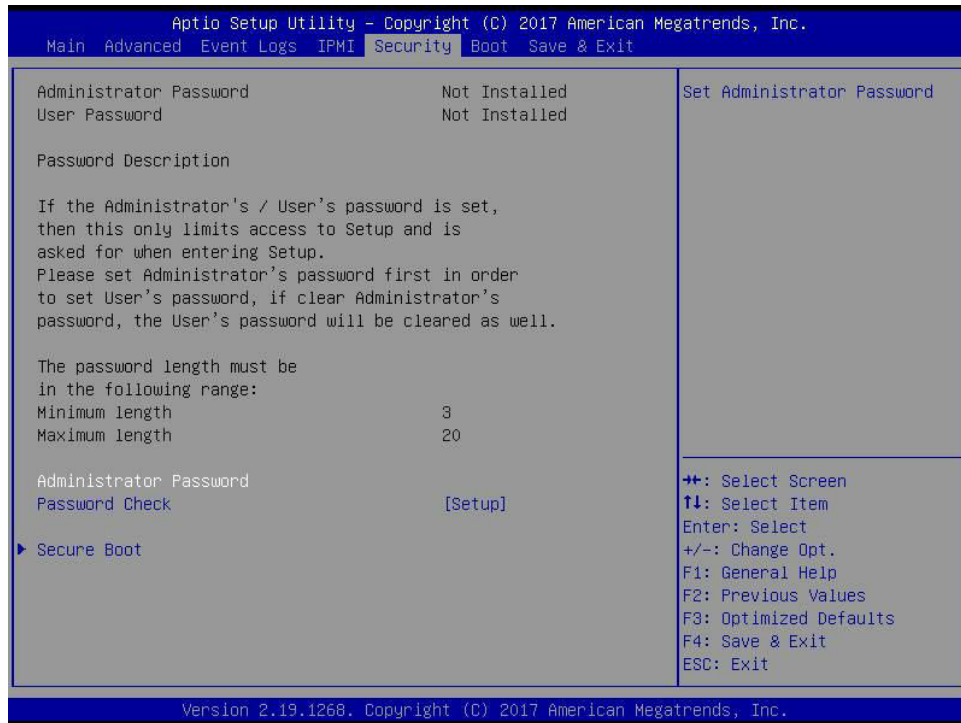 Aptio Setup Utility – Copyright (C) 2017 American Megatrends, Inc.
Main Advanced Event Logs IPMI Security Boot Save & Exit
Administrator Password Not Installed
User Password Not Installed
Password Description
If the Administrator's / User's password is set,
then this only limits access to Setup and is
asked for when entering Setup.
Please set Administrator's password first in order
to set User's password, if clear Administrator's
password, the User's password will be cleared as well.
The password length must be
in the following range:
Minimum length 3
Maximum length 20
Administrator Password
Password Check [Setup]
▶ Secure Boot
Set Administrator Password
→←: Select Screen
↑↓: Select Item
Enter: Select
+/-: Change Opt.
F1: General Help
F2: Previous Values
F3: Optimized Defaults
F4: Save & Exit
ESC: Exit
Version 2.19.1268. Copyright (C) 2017 American Megatrends, Inc.